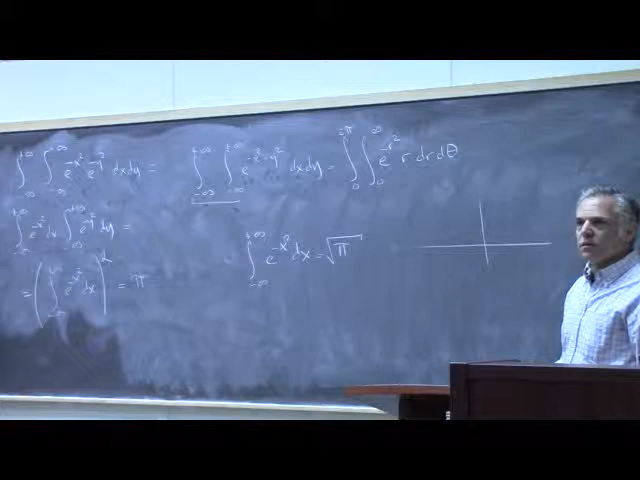 ∫_{-∞}^{+∞} ∫_{-∞}^{+∞} e^{-x²} e^{-y²} dxdy = ∫_{-∞}^{+∞} ∫_{-∞}^{+∞} e^{-x²-y²} dxdy = ∫_{0}^{2π} ∫_{0}^{∞} e^{-r²} r dr dθ
∫_{-∞}^{+∞} e^{-x²} dx ∫_{-∞}^{+∞} e^{-y²} dy =
= (∫ e^{-x²} dx)² = π
∫_{-∞}^{+∞} e^{-x²} dx = √π